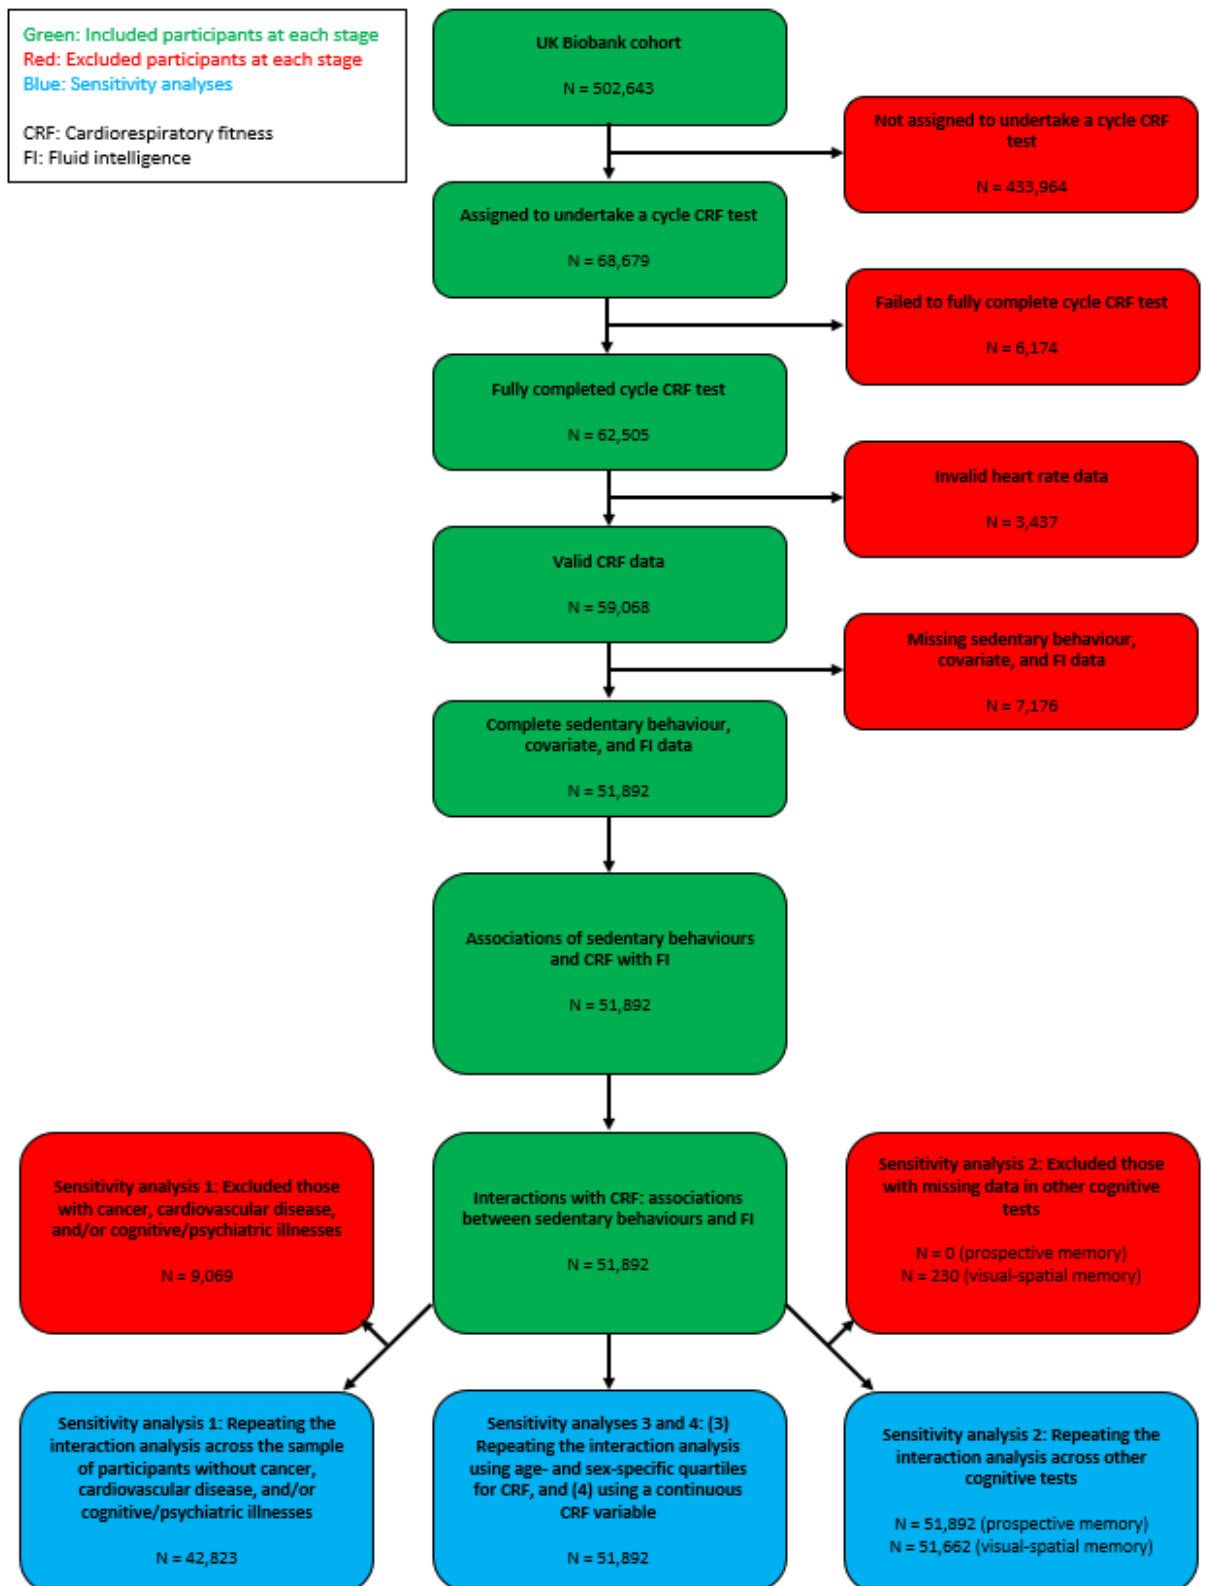 Green: Included participants at each stage
Red: Excluded participants at each stage
Blue: Sensitivity analyses
CRF: Cardiorespiratory fitness
FI: Fluid intelligence
UK Biobank cohort
N = 502,643
Not assigned to undertake a cycle CRF
test
N = 433,964
Assigned to undertake a cycle CRF test
N = 68,679
Failed to fully complete cycle CRF test
N = 6,174
Fully completed cycle CRF test
N = 62,505
Invalid heart rate data
N = 3,437
Valid CRF data
N = 59,068
Missing sedentary behaviour,
covariate, and FI data
N = 7,176
Complete sedentary behaviour,
covariate, and FI data
N = 51,892
Associations of sedentary behaviours
and CRF with FI
N = 51,892
Sensitivity analysis 1: Excluded those
with cancer, cardiovascular disease,
and/or cognitive/psychiatric illnesses
N = 9,069
Interactions with CRF: associations
between sedentary behaviours and FI
N = 51,892
Sensitivity analysis 2: Excluded those
with missing data in other cognitive
tests
N = 0 (prospective memory)
N = 230 (visual-spatial memory)
Sensitivity analysis 1: Repeating the
interaction analysis across the sample
of participants without cancer,
cardiovascular disease, and/or
cognitive/psychiatric illnesses
N = 42,823
Sensitivity analyses 3 and 4: (3)
Repeating the interaction analysis
using age- and sex-specific quartiles
for CRF, and (4) using a continuous
CRF variable
N = 51,892
Sensitivity analysis 2: Repeating the
interaction analysis across other
cognitive tests
N = 51,892 (prospective memory)
N = 51,662 (visual-spatial memory)